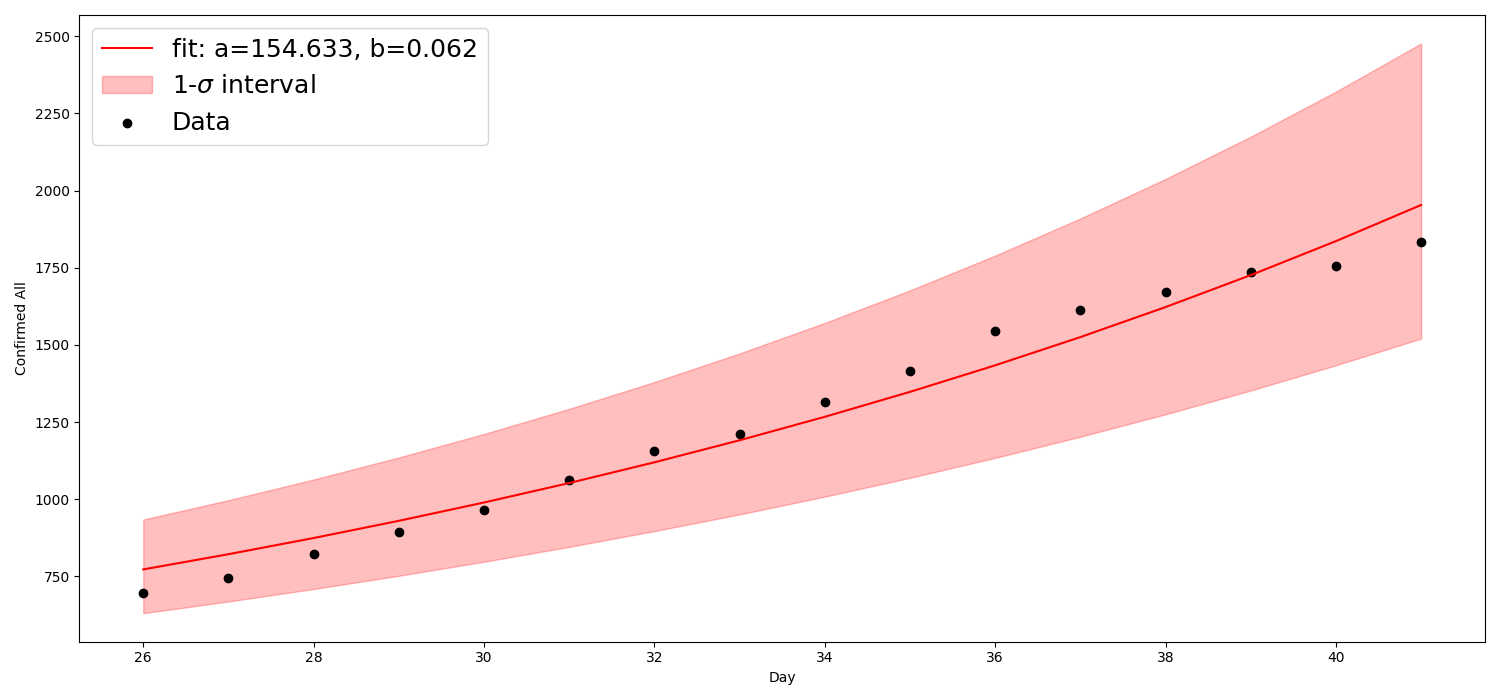 fit: a=154.633, b=0.062
1-σ interval
Data
2500
2250
2000
1750
1500
1250
1000
750
Confirmed All
26 28 30 32 34 36 38 40
Day